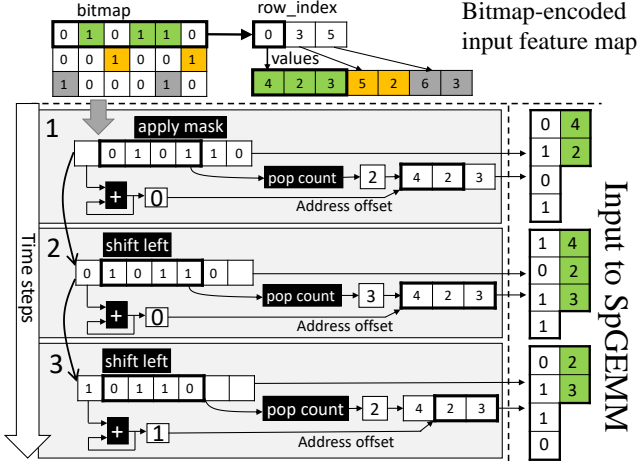 bitmap
row_index
Bitmap-encoded
input feature map
0 1 0 1 1 0
0 3 5
0 0 1 0 0 1
values
1 0 0 0 1 0
4 2 3 5 2 6 3
Time steps
1
apply mask
0 1 0 1 1 0
pop count
2
4 2 3
+
0
Address offset
0 4
1 2
0
1
2
shift left
0 1 0 1 1 0
pop count
3
4 2 3
+
0
Address offset
1 4
0 2
1 3
1
3
shift left
1 0 1 1 0
pop count
2
4 2 3
+
1
Address offset
0 2
1 3
1
0
Input to SpGEMM